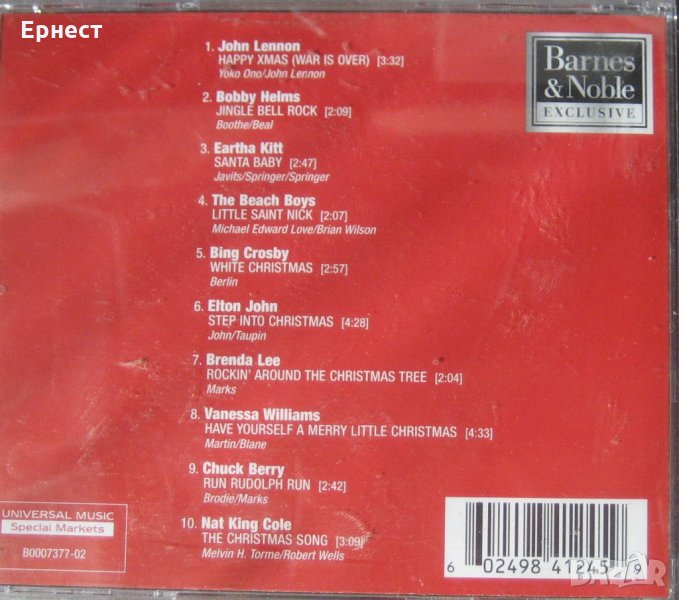 Ернест
1. John Lennon
HAPPY XMAS (WAR IS OVER) [3:32]
Yoko Ono/John Lennon
2. Bobby Helms
JINGLE BELL ROCK [2:09]
Boothe/Beal
3. Eartha Kitt
SANTA BABY [2:47]
Javits/Springer/Springer
4. The Beach Boys
LITTLE SAINT NICK [2:07]
Michael Edward Love/Brian Wilson
5. Bing Crosby
WHITE CHRISTMAS [2:57]
Berlin
6. Elton John
STEP INTO CHRISTMAS [4:28]
John/Taupin
7. Brenda Lee
ROCKIN' AROUND THE CHRISTMAS TREE [2:04]
Marks
8. Vanessa Williams
HAVE YOURSELF A MERRY LITTLE CHRISTMAS [4:33]
Martin/Blane
9. Chuck Berry
RUN RUDOLPH RUN [2:42]
Brodie/Marks
10. Nat King Cole
THE CHRISTMAS SONG [3:09]
Melvin H. Torme/Robert Wells
Barnes
& Noble
EXCLUSIVE
UNIVERSAL MUSIC
Special Markets
B0007377-02
6 02498 41245 9
BAZAR